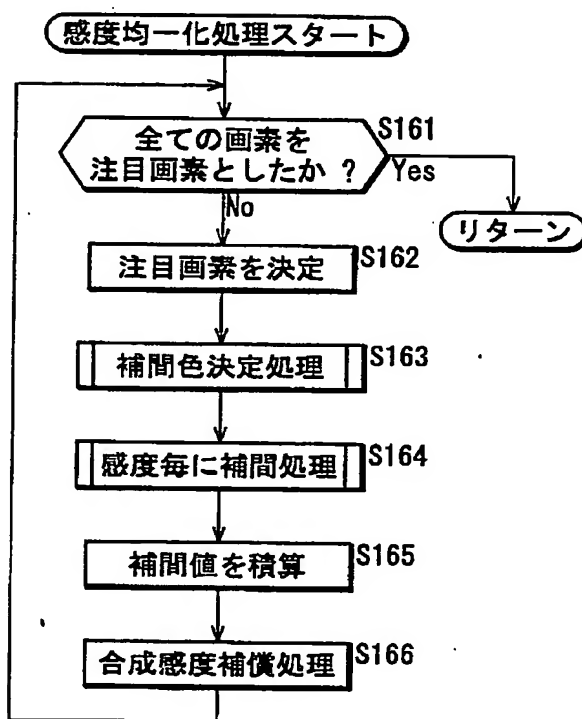 感度均一化処理スタート
全ての画素を
注目画素としたか ?
S161
Yes
No
リターン
注目画素を決定
S162
補間色決定処理
S163
感度毎に補間処理
S164
補間値を積算
S165
合成感度補償処理
S166